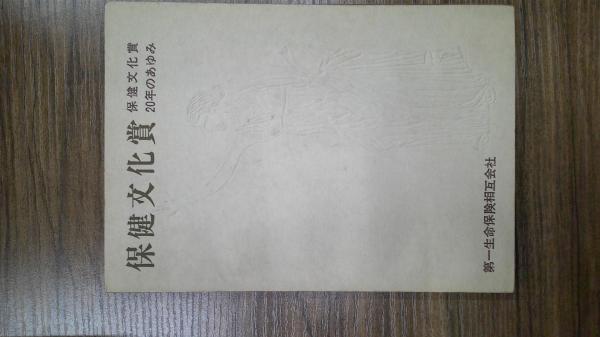 保健文化賞
保健文化賞
20年のあゆみ
第一生命保険相互会社